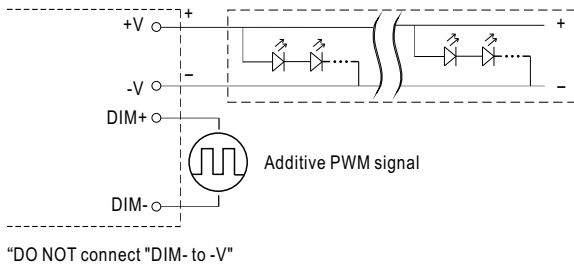 +V + +
-V - -
DIM+
Additive PWM signal
DIM-
“DO NOT connect "DIM- to -V"